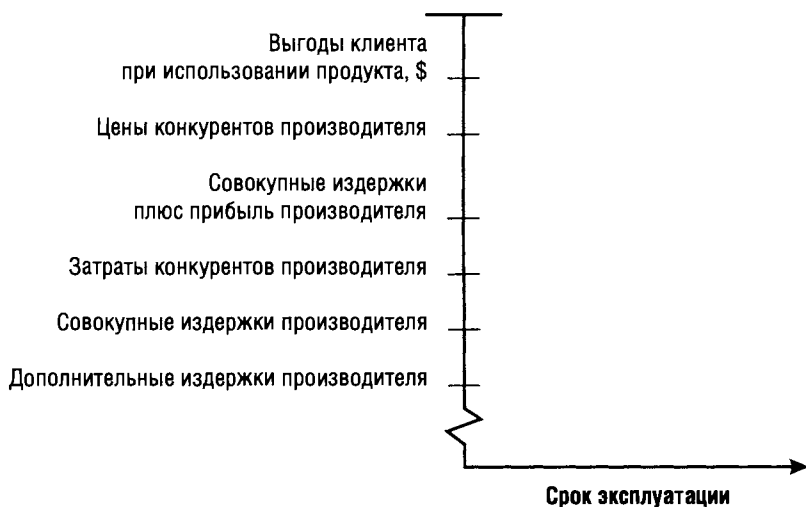 Выгоды клиента
при использовании продукта, $
Цены конкурентов производителя
Совокупные издержки
плюс прибыль производителя
Затраты конкурентов производителя
Совокупные издержки производителя
Дополнительные издержки производителя
Срок эксплуатации